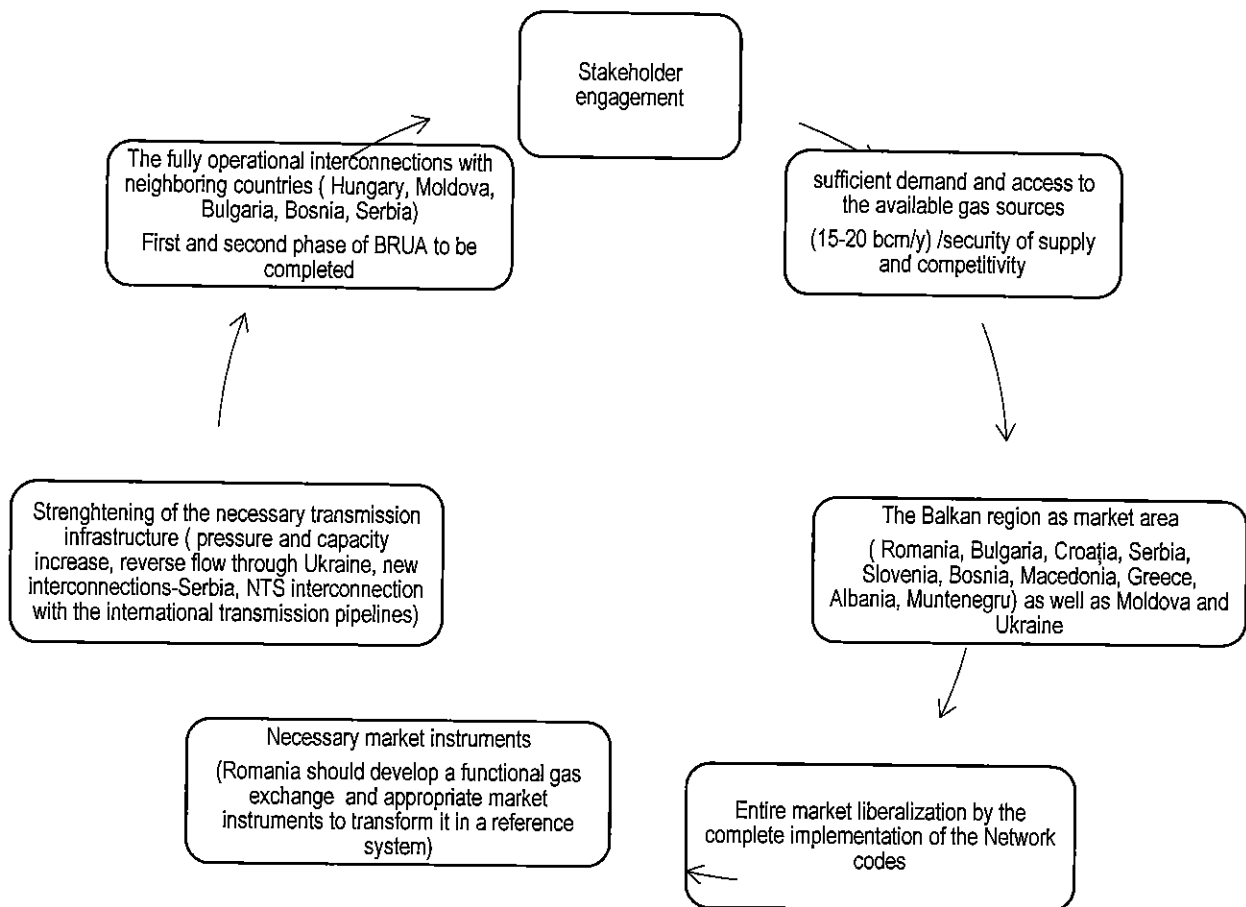 Stakeholder
engagement
The fully operational interconnections with
neighboring countries ( Hungary, Moldova,
Bulgaria, Bosnia, Serbia)
First and second phase of BRUA to be
completed
sufficient demand and access to
the available gas sources
(15-20 bcm/y) /security of supply
and competitivity
Strenghtening of the necessary transmission
infrastructure ( pressure and capacity
increase, reverse flow through Ukraine, new
interconnections-Serbia, NTS interconnection
with the international transmission pipelines)
The Balkan region as market area
( Romania, Bulgaria, Croația, Serbia,
Slovenia, Bosnia, Macedonia, Greece,
Albania, Muntenegru) as well as Moldova and
Ukraine
Necessary market instruments
(Romania should develop a functional gas
exchange and appropriate market
instruments to transform it in a reference
system)
Entire market liberalization by the
complete implementation of the Network
codes